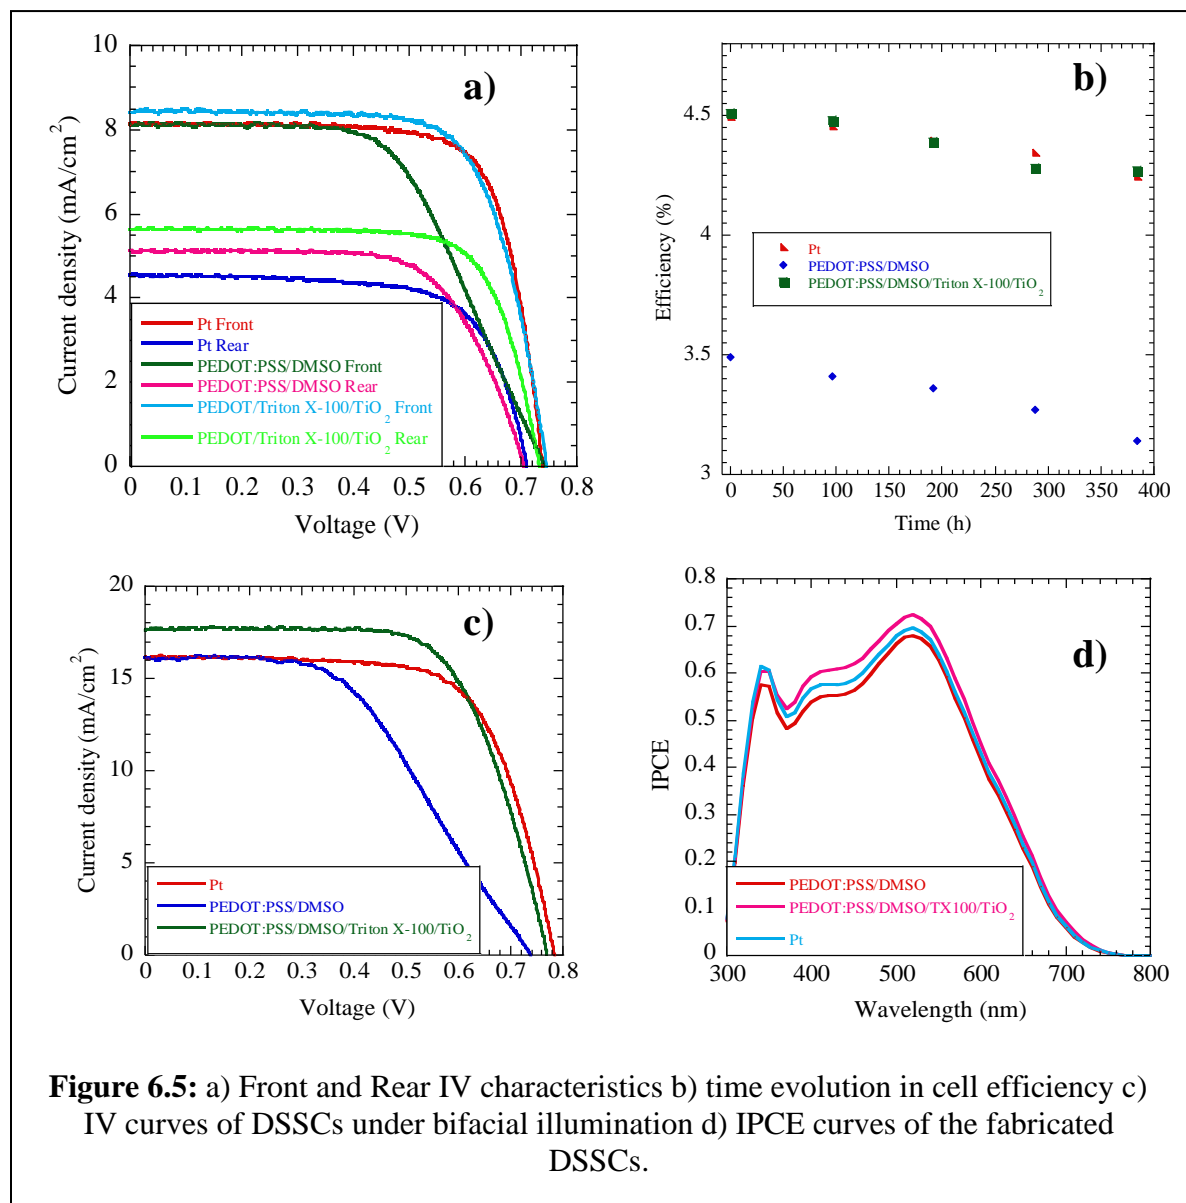 a)
10
8
6
4
2
0
Current density (mA/cm²)
Pt Front
Pt Rear
PEDOT:PSS/DMSO Front
PEDOT:PSS/DMSO Rear
PEDOT/Triton X-100/TiO₂ Front
PEDOT/Triton X-100/TiO₂ Rear
0 0.1 0.2 0.3 0.4 0.5 0.6 0.7 0.8
Voltage (V)
b)
4.5
4
3.5
3
Efficiency (%)
Pt
PEDOT:PSS/DMSO
PEDOT:PSS/DMSO/Triton X-100/TiO₂
0 50 100 150 200 250 300 350 400
Time (h)
c)
20
15
10
5
0
Current density (mA/cm²)
Pt
PEDOT:PSS/DMSO
PEDOT:PSS/DMSO/Triton X-100/TiO₂
0 0.1 0.2 0.3 0.4 0.5 0.6 0.7 0.8
Voltage (V)
d)
0.8
0.7
0.6
0.5
0.4
0.3
0.2
0.1
0
IPCE
PEDOT:PSS/DMSO
PEDOT:PSS/DMSO/TX100/TiO₂
Pt
300 400 500 600 700 800
Wavelength (nm)
Figure 6.5: a) Front and Rear IV characteristics b) time evolution in cell efficiency c)
IV curves of DSSCs under bifacial illumination d) IPCE curves of the fabricated
DSSCs.